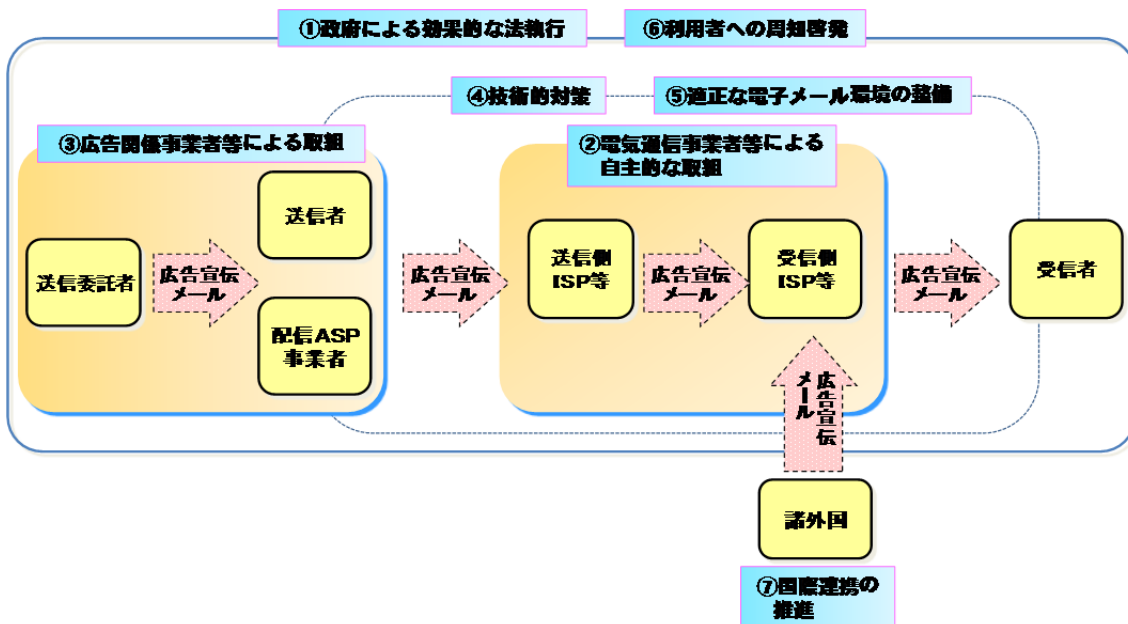 ①政府による効果的な法執行
⑥利用者への周知啓発
④技術的対策
⑤適正な電子メール環境の整備
③広告関係事業者等による取組
②電気通信事業者等による
自主的な取組
送信委託者
広告宣伝
メール
送信者
配信ASP
事業者
広告宣伝
メール
送信側
ISP等
広告宣伝
メール
受信側
ISP等
広告宣伝
メール
受信者
広告宣伝
メール
諸外国
⑦国際連携の
推進